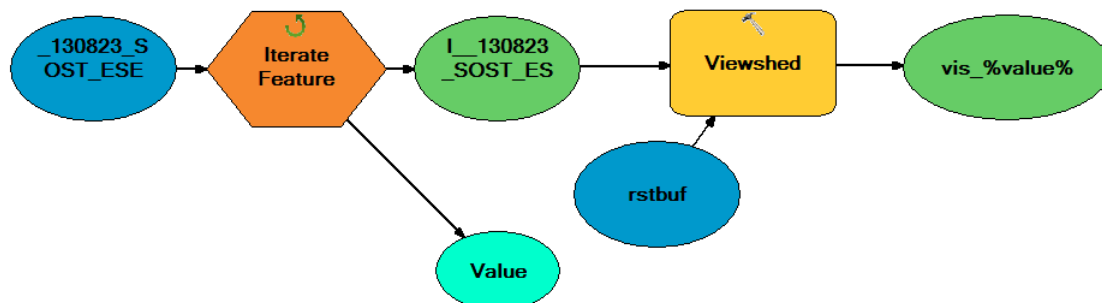 _130823_S
OST_ESE
Iterate
Feature
I__130823
_SOST_ES
Viewshed
vis_%value%
rstbuf
Value